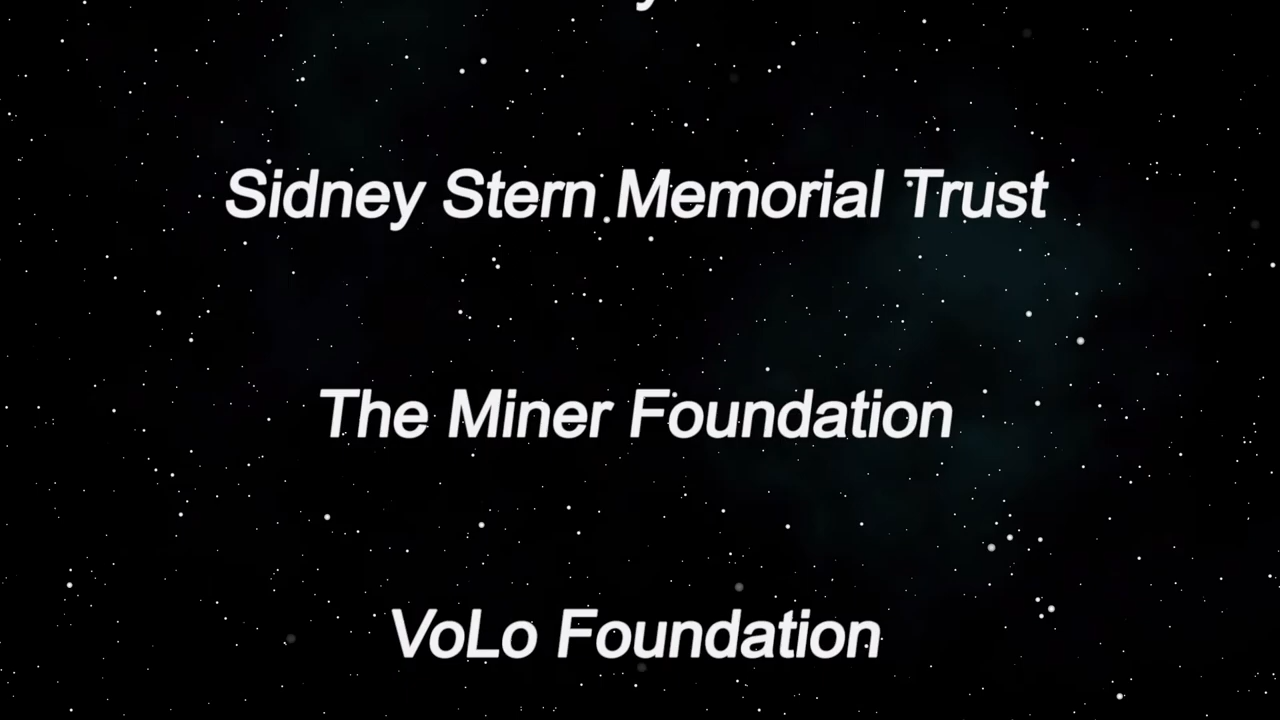 Sidney Stern Memorial Trust
The Miner Foundation
VoLo Foundation